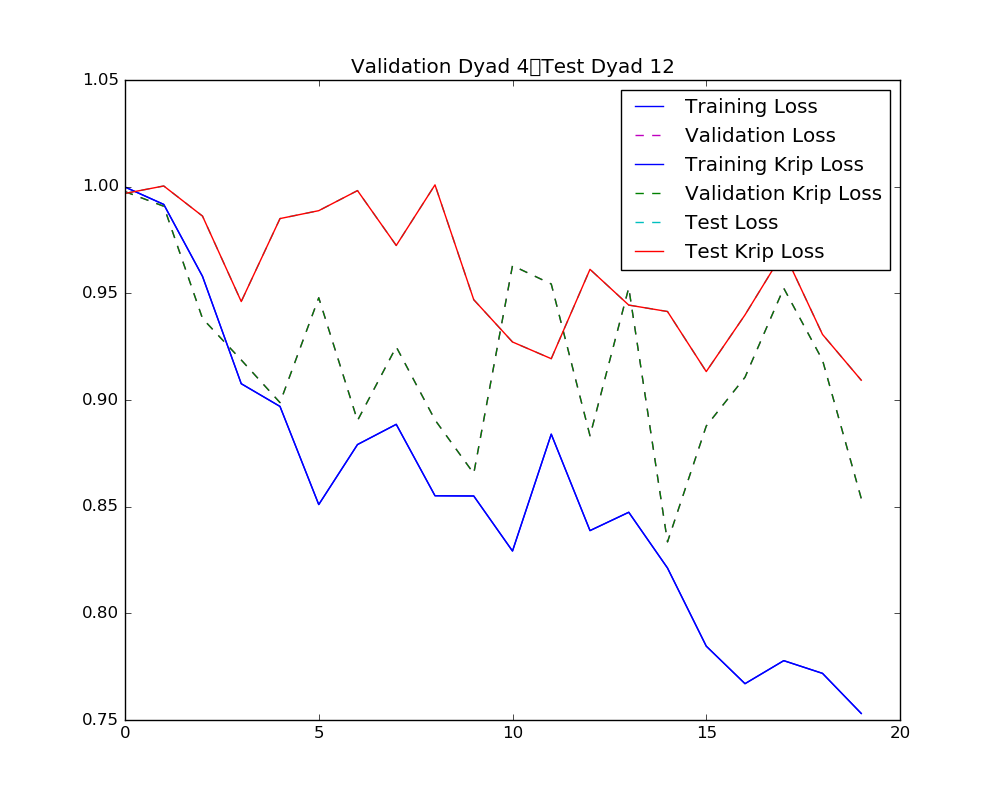 Validation Dyad 4▯Test Dyad 12
1.05
1.00
0.95
0.90
0.85
0.80
0.75
0
5
10
15
20
Training Loss
Validation Loss
Training Krip Loss
Validation Krip Loss
Test Loss
Test Krip Loss